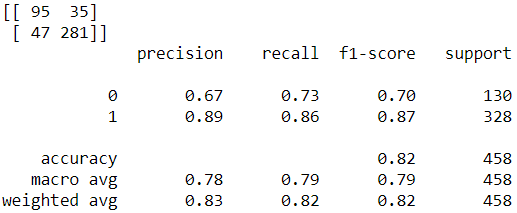 [[ 95 35]
[ 47 281]]
precision recall f1-score support
0 0.67 0.73 0.70 130
1 0.89 0.86 0.87 328
accuracy 0.82 458
macro avg 0.78 0.79 0.79 458
weighted avg 0.83 0.82 0.82 458